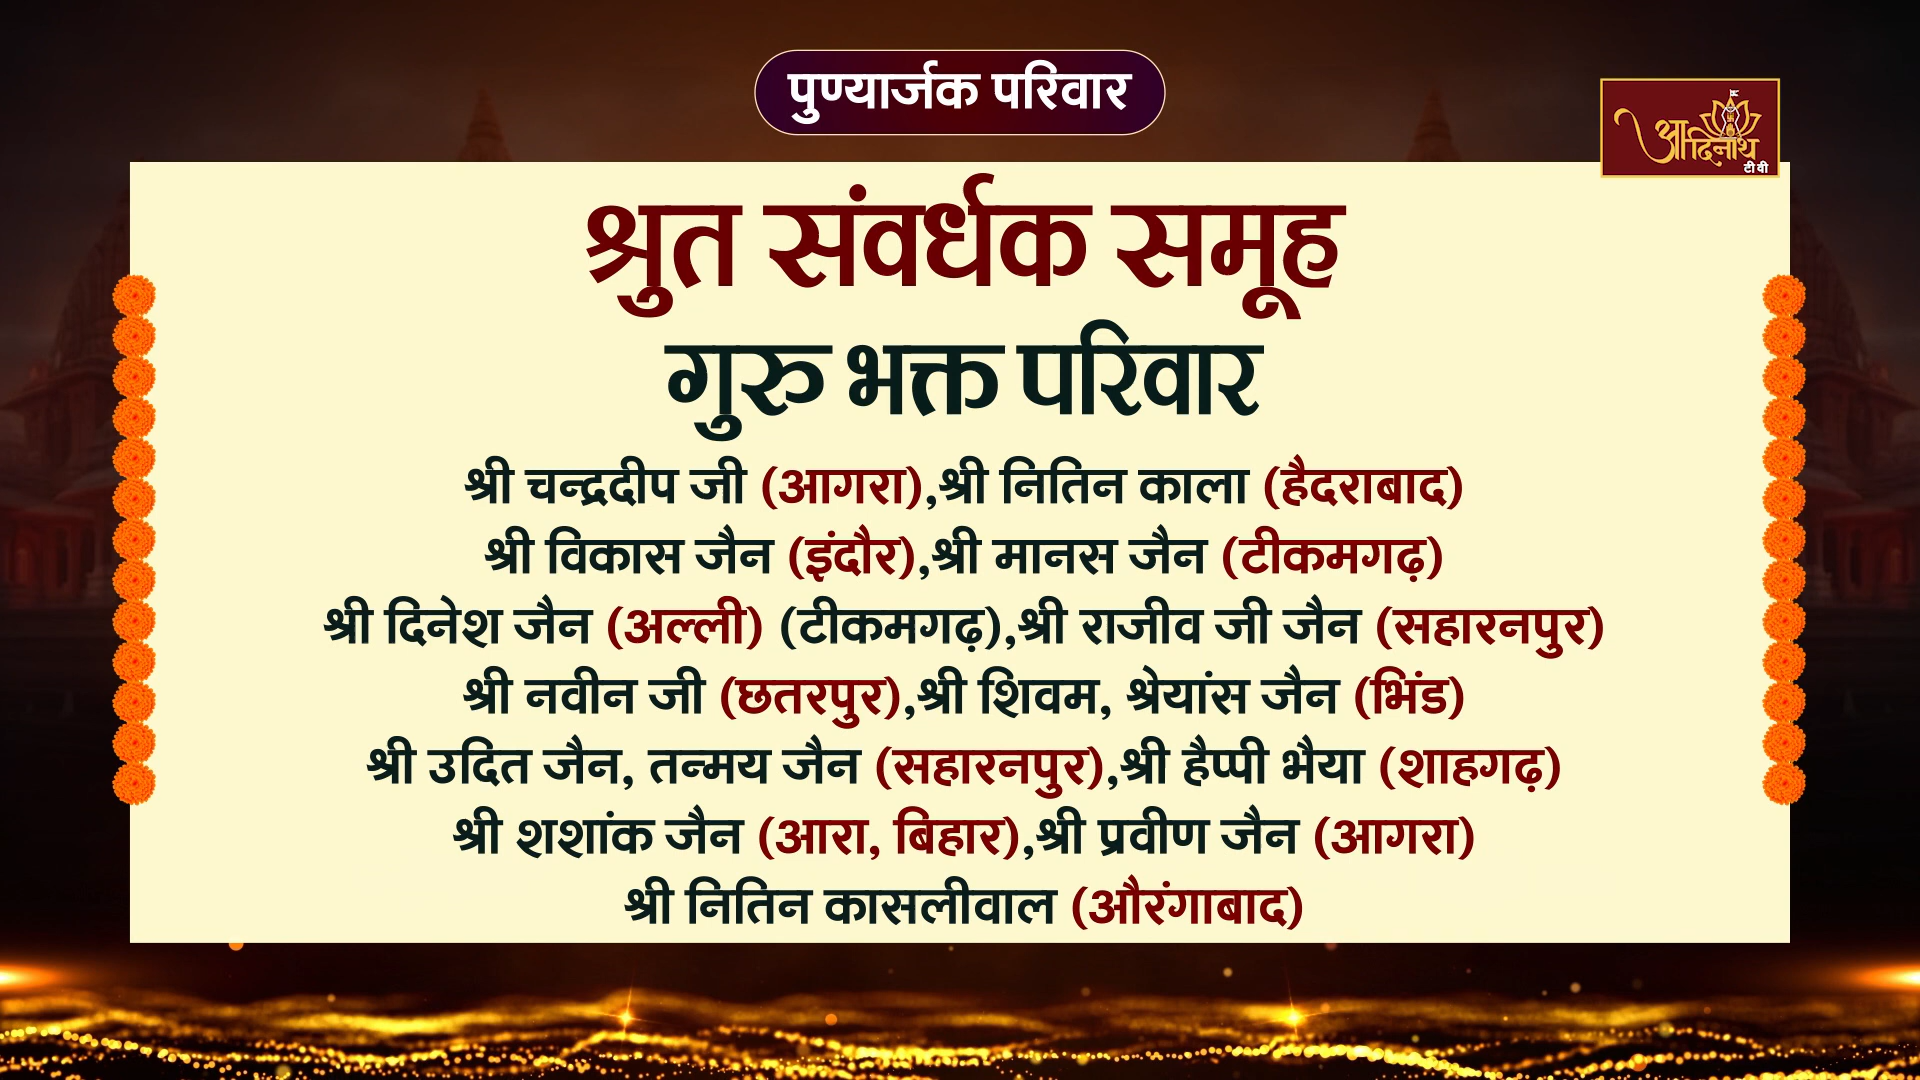 पुण्यार्जक परिवार
आदिनाथ
टीवी
श्रुत संवर्धक समूह
गुरु भक्त परिवार
श्री चन्द्रदीप जी (आगरा),श्री नितिन काला (हैदराबाद)
श्री विकास जैन (इंदौर),श्री मानस जैन (टीकमगढ़)
श्री दिनेश जैन (अल्ली) (टीकमगढ़),श्री राजीव जी जैन (सहारनपुर)
श्री नवीन जी (छतरपुर),श्री शिवम, श्रेयांस जैन (भिंड)
श्री उदित जैन, तन्मय जैन (सहारनपुर),श्री हैप्पी भैया (शाहगढ़)
श्री शशांक जैन (आरा, बिहार),श्री प्रवीण जैन (आगरा)
श्री नितिन कासलीवाल (औरंगाबाद)